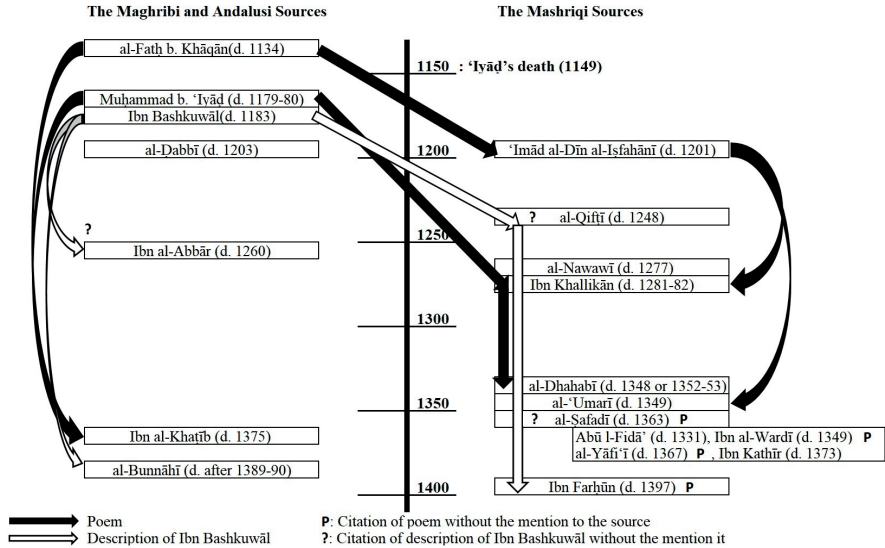 The Maghribi and Andalusi Sources
The Mashriqi Sources
al-Fatḥ b. Khāqān(d. 1134)
1150 : ʻIyāḍ’s death (1149)
Muḥammad b. ʻIyāḍ (d. 1179-80)
Ibn Bashkuwāl(d. 1183)
al-Ḍabbī (d. 1203)
1200
ʻImād al-Dīn al-Iṣfahānī (d. 1201)
? al-Qifṭī (d. 1248)
?
1250
Ibn al-Abbār (d. 1260)
al-Nawawī (d. 1277)
Ibn Khallikān (d. 1281-82)
1300
al-Dhahabī (d. 1348 or 1352-53)
al-ʻUmarī (d. 1349)
1350
? al-Ṣafadī (d. 1363) P
Ibn al-Khaṭīb (d. 1375)
Abū l-Fidā’ (d. 1331), Ibn al-Wardī (d. 1349) P
al-Yāfi‘ī (d. 1367) P , Ibn Kathīr (d. 1373)
al-Bunnāhī (d. after 1389-90)
1400
Ibn Farḥūn (d. 1397) P
Poem
P: Citation of poem without the mention to the source
Description of Ibn Bashkuwāl
?: Citation of description of Ibn Bashkuwāl without the mention it